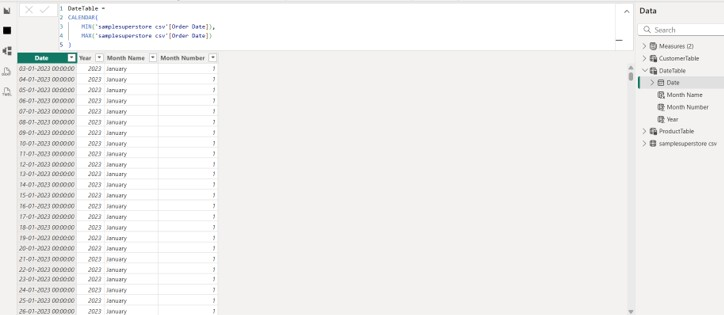 1 DateTable =
2 CALENDAR(
3 MIN('samplesuperstore csv'[Order Date]),
4 MAX('samplesuperstore csv'[Order Date])
5 )
Date Year Month Name Month Number
03-01-2023 00:00:00 2023 January 1
04-01-2023 00:00:00 2023 January 1
05-01-2023 00:00:00 2023 January 1
06-01-2023 00:00:00 2023 January 1
07-01-2023 00:00:00 2023 January 1
08-01-2023 00:00:00 2023 January 1
09-01-2023 00:00:00 2023 January 1
10-01-2023 00:00:00 2023 January 1
11-01-2023 00:00:00 2023 January 1
12-01-2023 00:00:00 2023 January 1
13-01-2023 00:00:00 2023 January 1
14-01-2023 00:00:00 2023 January 1
15-01-2023 00:00:00 2023 January 1
16-01-2023 00:00:00 2023 January 1
17-01-2023 00:00:00 2023 January 1
18-01-2023 00:00:00 2023 January 1
19-01-2023 00:00:00 2023 January 1
20-01-2023 00:00:00 2023 January 1
21-01-2023 00:00:00 2023 January 1
22-01-2023 00:00:00 2023 January 1
23-01-2023 00:00:00 2023 January 1
24-01-2023 00:00:00 2023 January 1
25-01-2023 00:00:00 2023 January 1
26-01-2023 00:00:00 2023 January 1
Data
Search
Measures (2)
CustomerTable
DateTable
Date
Month Name
Month Number
Year
ProductTable
samplesuperstore csv